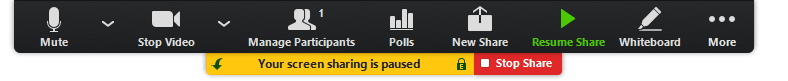 1
Mute Stop Video Manage Participants Polls New Share Resume Share Whiteboard More
Your screen sharing is paused Stop Share